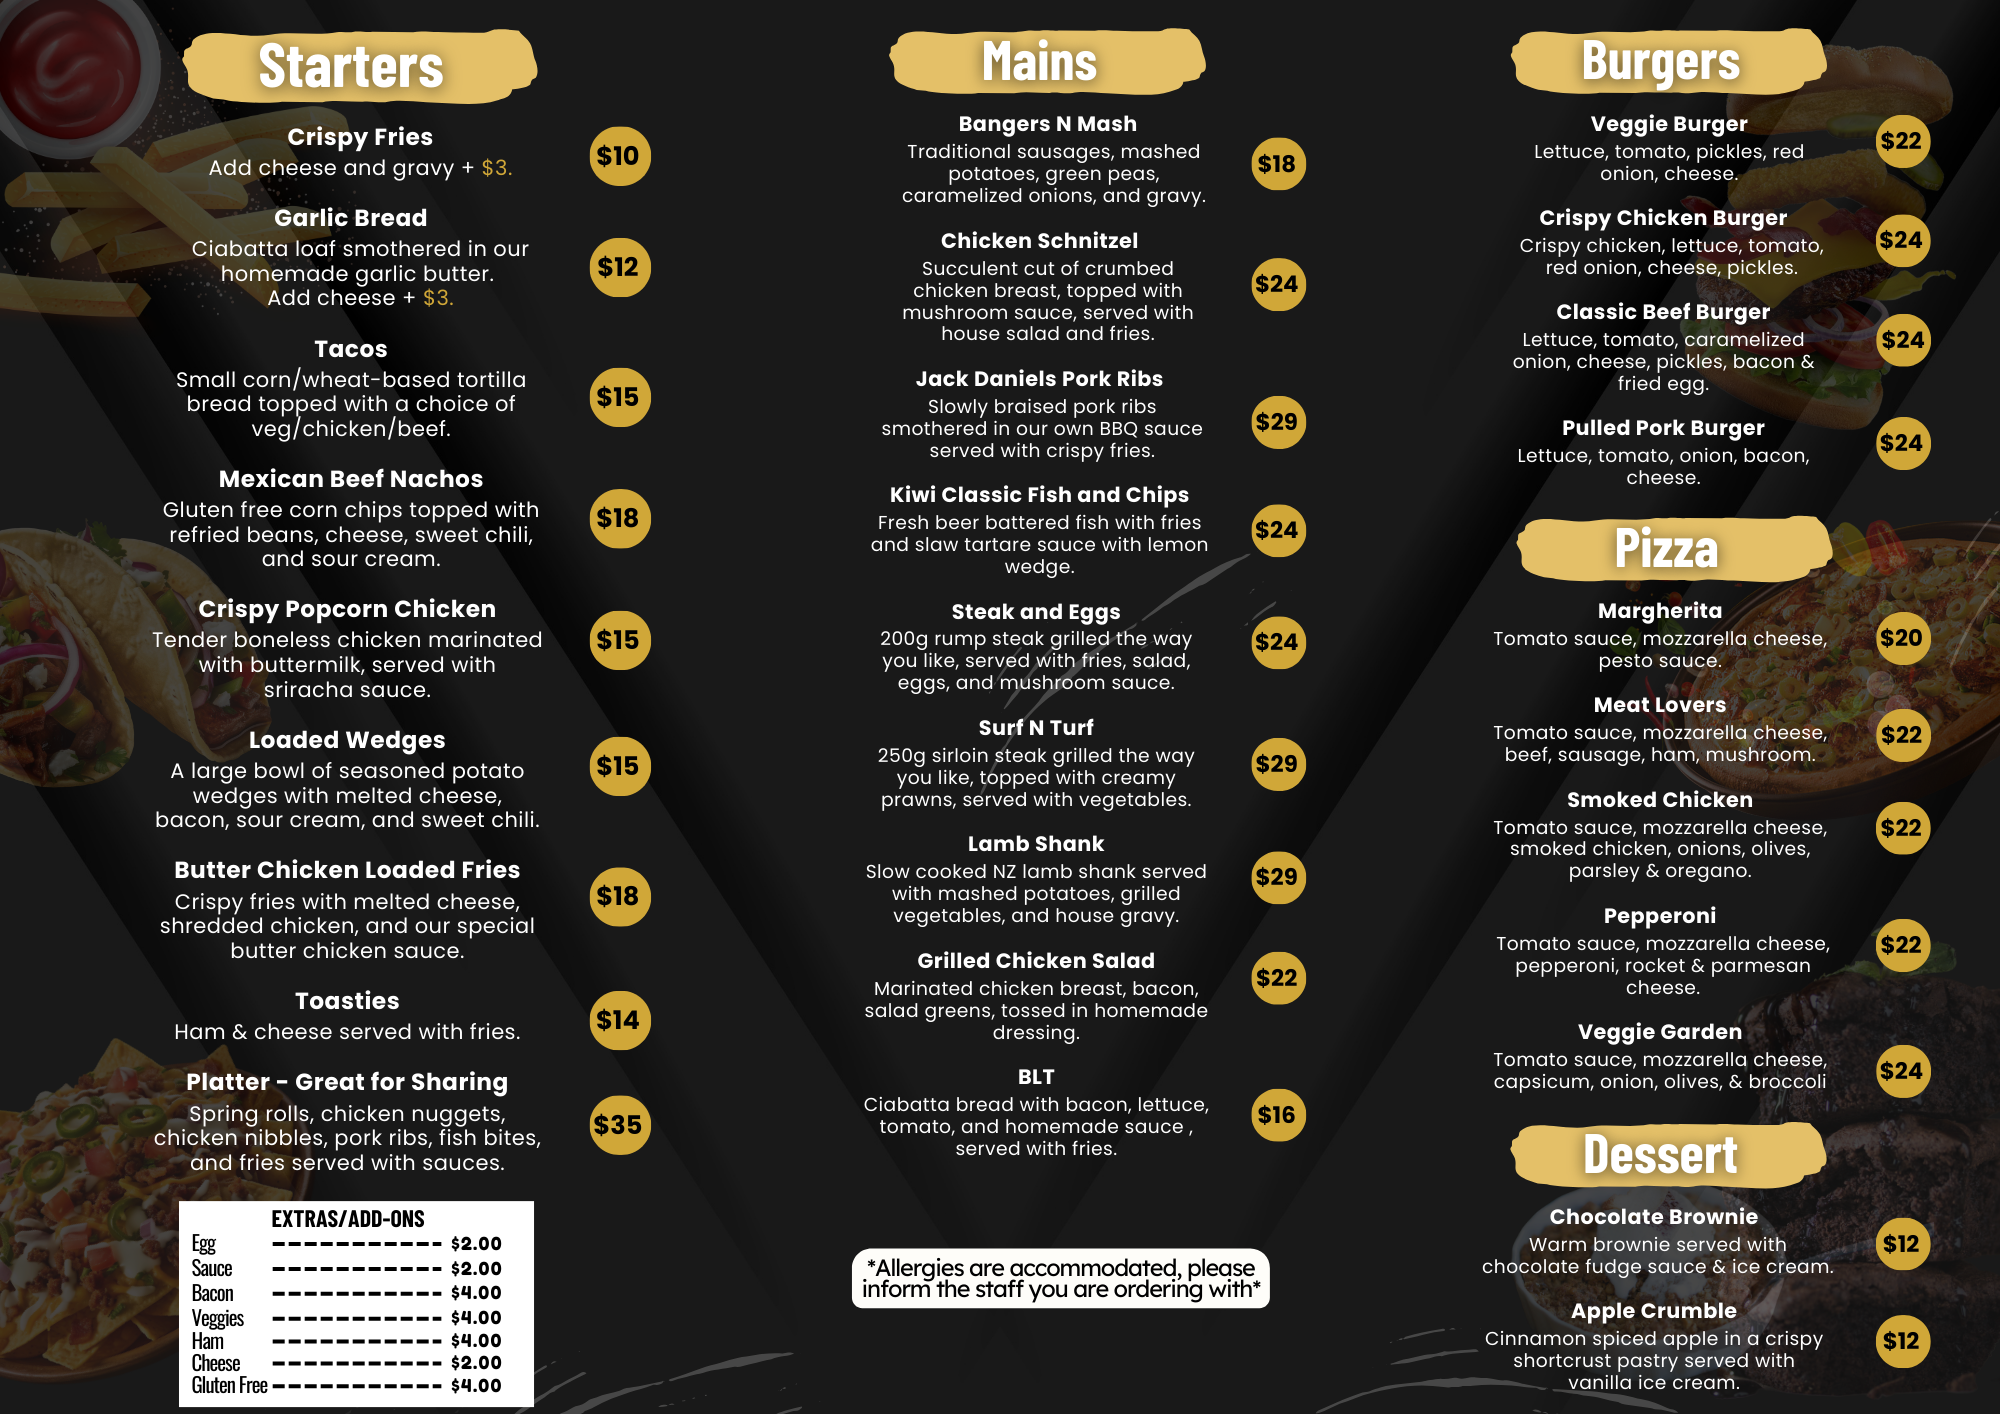 Starters
Crispy Fries
Add cheese and gravy + $3.
$10
Garlic Bread
Ciabatta loaf smothered in our
homemade garlic butter.
Add cheese + $3.
$12
Tacos
Small corn/wheat-based tortilla
bread topped with a choice of
veg/chicken/beef.
$15
Mexican Beef Nachos
Gluten free corn chips topped with
refried beans, cheese, sweet chili,
and sour cream.
$18
Crispy Popcorn Chicken
Tender boneless chicken marinated
with buttermilk, served with
sriracha sauce.
$15
Loaded Wedges
A large bowl of seasoned potato
wedges with melted cheese,
bacon, sour cream, and sweet chili.
$15
Butter Chicken Loaded Fries
Crispy fries with melted cheese,
shredded chicken, and our special
butter chicken sauce.
$18
Toasties
Ham & cheese served with fries.
$14
Platter - Great for Sharing
Spring rolls, chicken nuggets,
chicken nibbles, pork ribs, fish bites,
and fries served with sauces.
$35
EXTRAS/ADD-ONS
Egg ----------- $2.00
Sauce ----------- $2.00
Bacon ----------- $4.00
Veggies ----------- $4.00
Ham ----------- $4.00
Cheese ----------- $2.00
Gluten Free ----------- $4.00
Mains
Bangers N Mash
Traditional sausages, mashed
potatoes, green peas,
caramelized onions, and gravy.
$18
Chicken Schnitzel
Succulent cut of crumbed
chicken breast, topped with
mushroom sauce, served with
house salad and fries.
$24
Jack Daniels Pork Ribs
Slowly braised pork ribs
smothered in our own BBQ sauce
served with crispy fries.
$29
Kiwi Classic Fish and Chips
Fresh beer battered fish with fries
and slaw tartare sauce with lemon
wedge.
$24
Steak and Eggs
200g rump steak grilled the way
you like, served with fries, salad,
eggs, and mushroom sauce.
$24
Surf N Turf
250g sirloin steak grilled the way
you like, topped with creamy
prawns, served with vegetables.
$29
Lamb Shank
Slow cooked NZ lamb shank served
with mashed potatoes, grilled
vegetables, and house gravy.
$29
Grilled Chicken Salad
Marinated chicken breast, bacon,
salad greens, tossed in homemade
dressing.
$22
BLT
Ciabatta bread with bacon, lettuce,
tomato, and homemade sauce ,
served with fries.
$16
*Allergies are accommodated, please
inform the staff you are ordering with*
Burgers
Veggie Burger
Lettuce, tomato, pickles, red
onion, cheese.
$22
Crispy Chicken Burger
Crispy chicken, lettuce, tomato,
red onion, cheese, pickles.
$24
Classic Beef Burger
Lettuce, tomato, caramelized
onion, cheese, pickles, bacon &
fried egg.
$24
Pulled Pork Burger
Lettuce, tomato, onion, bacon,
cheese.
$24
Pizza
Margherita
Tomato sauce, mozzarella cheese,
pesto sauce.
$20
Meat Lovers
Tomato sauce, mozzarella cheese,
beef, sausage, ham, mushroom.
$22
Smoked Chicken
Tomato sauce, mozzarella cheese,
smoked chicken, onions, olives,
parsley & oregano.
$22
Pepperoni
Tomato sauce, mozzarella cheese,
pepperoni, rocket & parmesan
cheese.
$22
Veggie Garden
Tomato sauce, mozzarella cheese,
capsicum, onion, olives, & broccoli
$24
Dessert
Chocolate Brownie
Warm brownie served with
chocolate fudge sauce & ice cream.
$12
Apple Crumble
Cinnamon spiced apple in a crispy
shortcrust pastry served with
vanilla ice cream.
$12